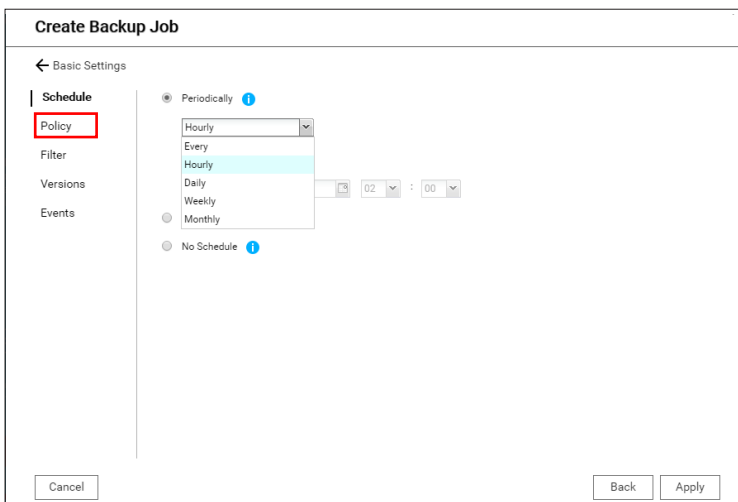 Create Backup Job
Basic Settings
Schedule
Policy
Filter
Versions
Events
Periodically
Hourly
Every
Hourly
Daily
Weekly
Monthly
02 : 00
No Schedule
Cancel
Back
Apply